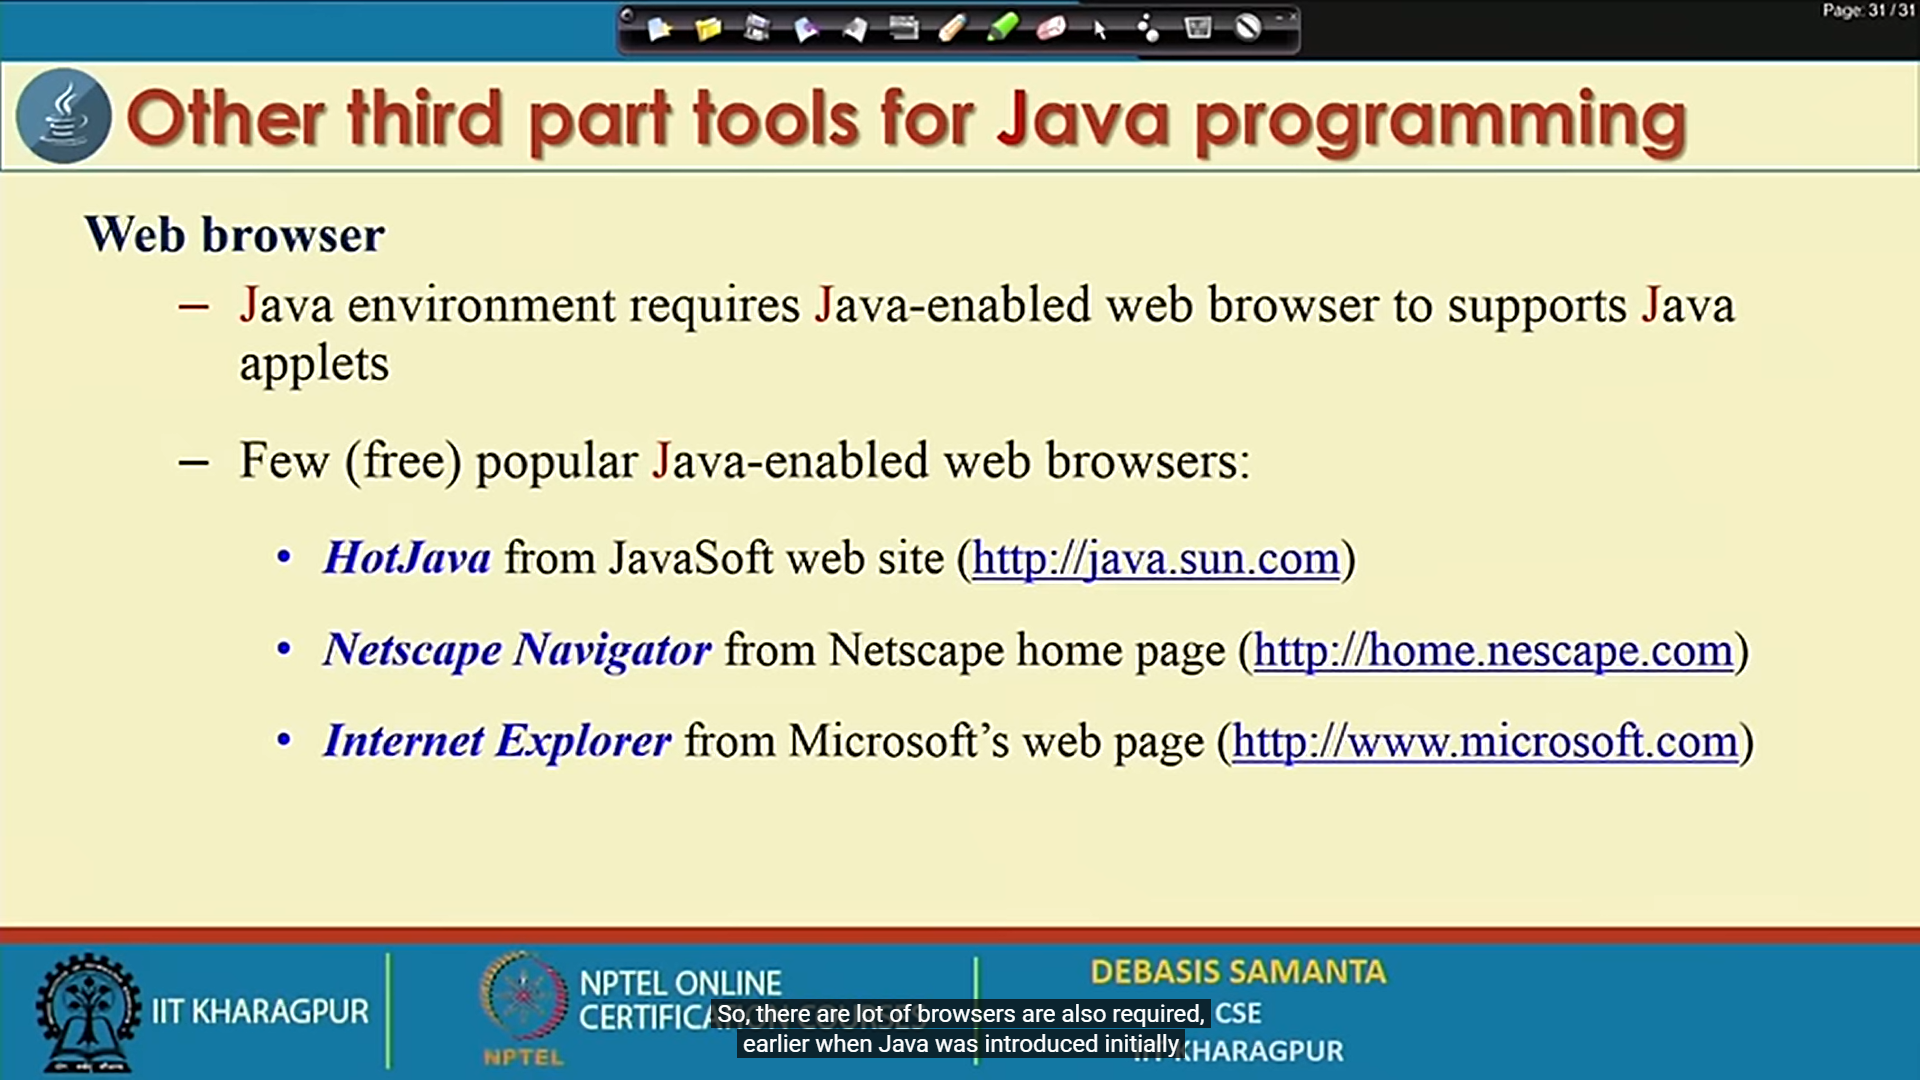 Page: 31 / 31
Other third part tools for Java programming
Web browser
– Java environment requires Java-enabled web browser to supports Java
applets
– Few (free) popular Java-enabled web browsers:
• HotJava from JavaSoft web site (http://java.sun.com)
• Netscape Navigator from Netscape home page (http://home.nescape.com)
• Internet Explorer from Microsoft’s web page (http://www.microsoft.com)
IIT KHARAGPUR
NPTEL
NPTEL ONLINE
CERTIFICATION COURSES
DEBASIS SAMANTA
CSE
IIT KHARAGPUR
So, there are lot of browsers are also required,
earlier when Java was introduced initially